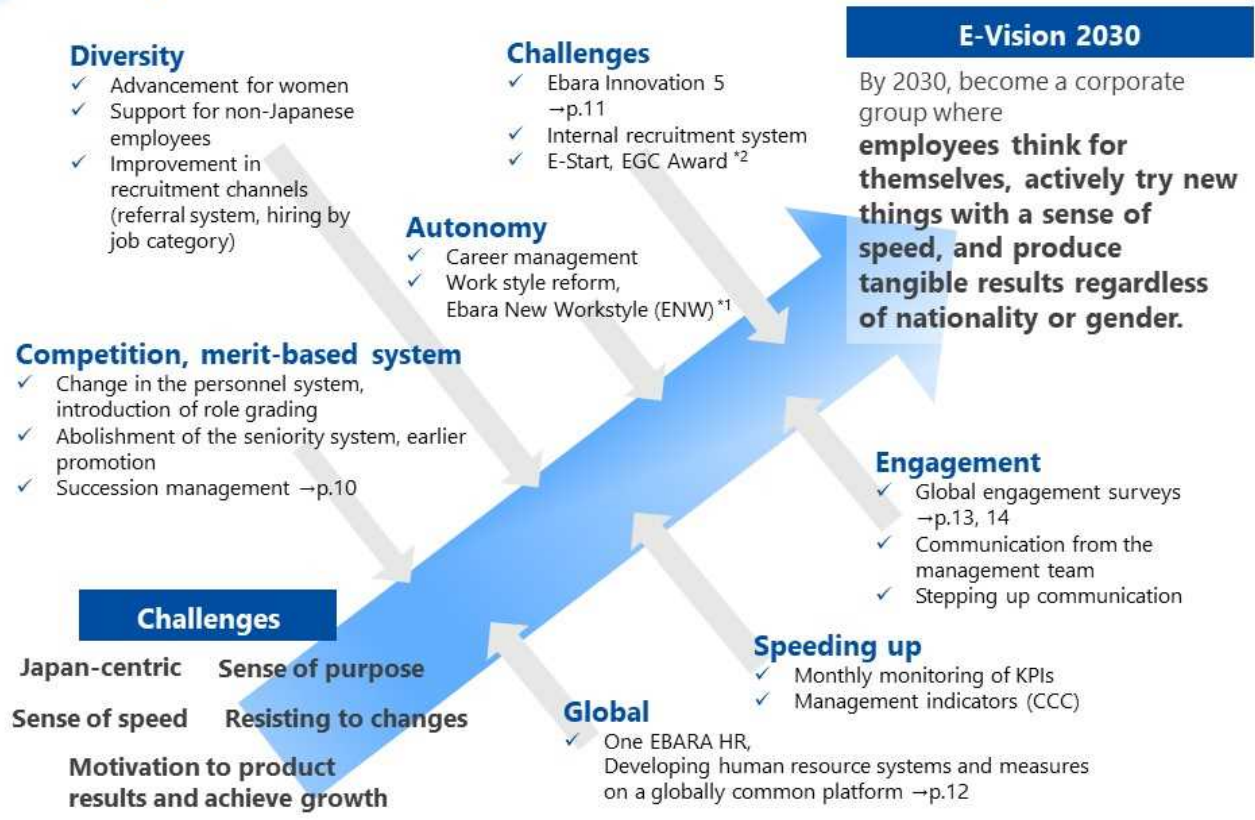 Diversity
✓ Advancement for women
✓ Support for non-Japanese
employees
✓ Improvement in
recruitment channels
(referral system, hiring by
job category)
Challenges
✓ Ebara Innovation 5
→p.11
✓ Internal recruitment system
✓ E-Start, EGC Award *2
E-Vision 2030
By 2030, become a corporate
group where
employees think for
themselves, actively try new
things with a sense of
speed, and produce
tangible results regardless
of nationality or gender.
Autonomy
✓ Career management
✓ Work style reform,
Ebara New Workstyle (ENW) *1
Competition, merit-based system
✓ Change in the personnel system,
introduction of role grading
✓ Abolishment of the seniority system, earlier
promotion
✓ Succession management →p.10
Engagement
✓ Global engagement surveys
→p.13, 14
✓ Communication from the
management team
✓ Stepping up communication
Speeding up
✓ Monthly monitoring of KPIs
✓ Management indicators (CCC)
Global
✓ One EBARA HR,
Developing human resource systems and measures
on a globally common platform →p.12
Challenges
Japan-centric Sense of purpose
Sense of speed Resisting to changes
Motivation to product
results and achieve growth